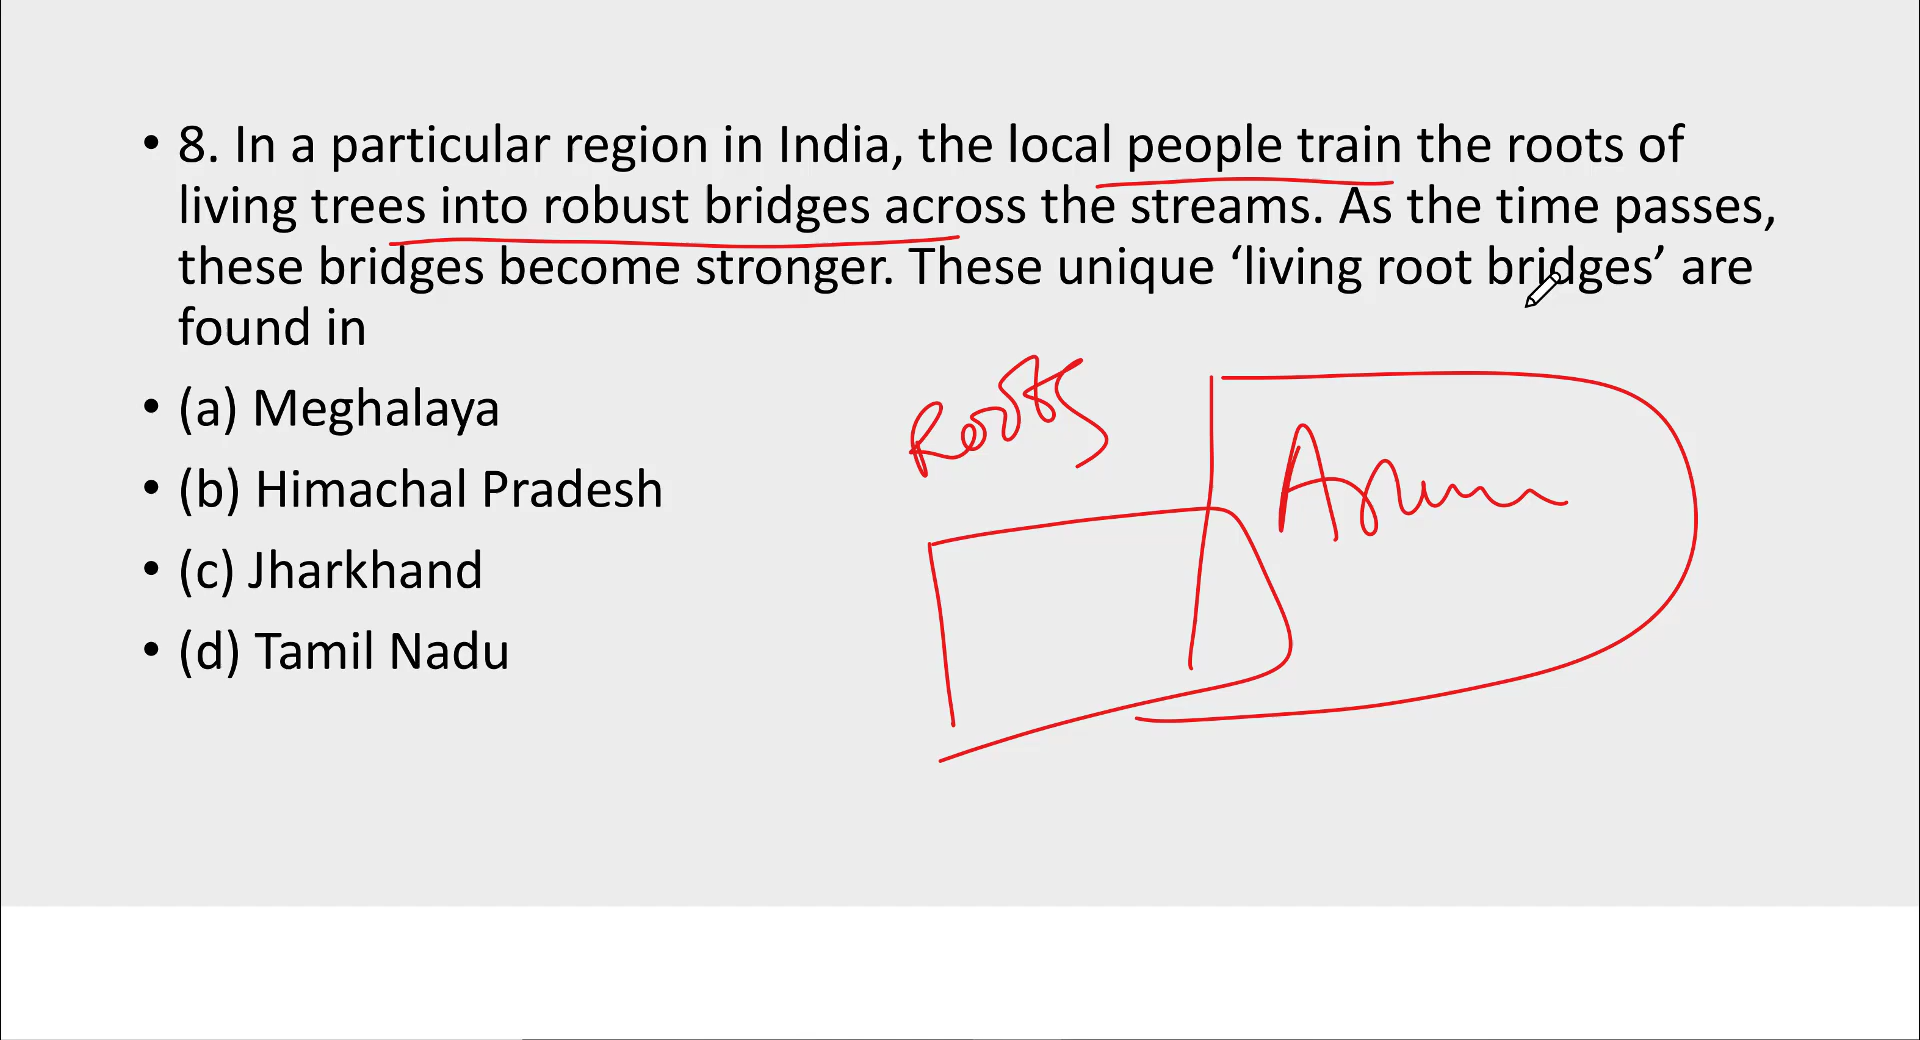 • 8. In a particular region in India, the local people train the roots of
living trees into robust bridges across the streams. As the time passes,
these bridges become stronger. These unique ‘living root bridges’ are
found in
• (a) Meghalaya
• (b) Himachal Pradesh
• (c) Jharkhand
• (d) Tamil Nadu
Roots